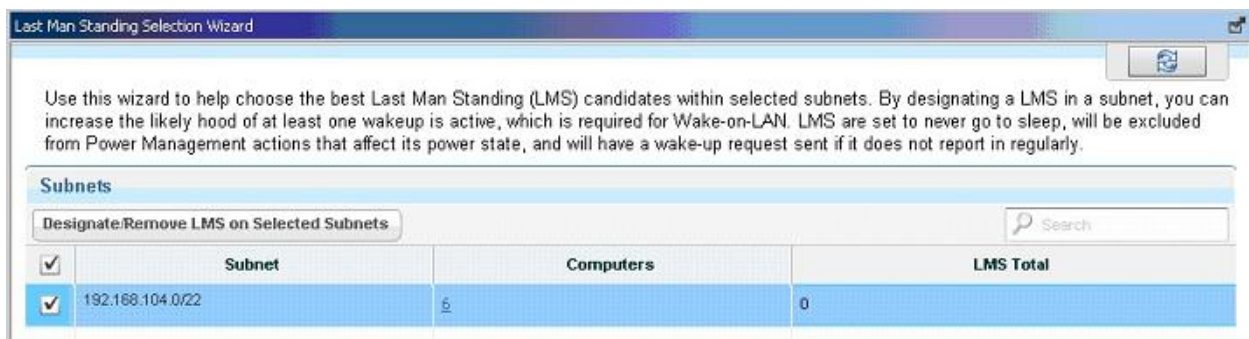 Last Man Standing Selection Wizard
Use this wizard to help choose the best Last Man Standing (LMS) candidates within selected subnets. By designating a LMS in a subnet, you can
increase the likely hood of at least one wakeup is active, which is required for Wake-on-LAN. LMS are set to never go to sleep, will be excluded
from Power Management actions that affect its power state, and will have a wake-up request sent if it does not report in regularly.
Subnets
Designate/Remove LMS on Selected Subnets
Search
Subnet Computers LMS Total
192.168.104.0/22 6 0